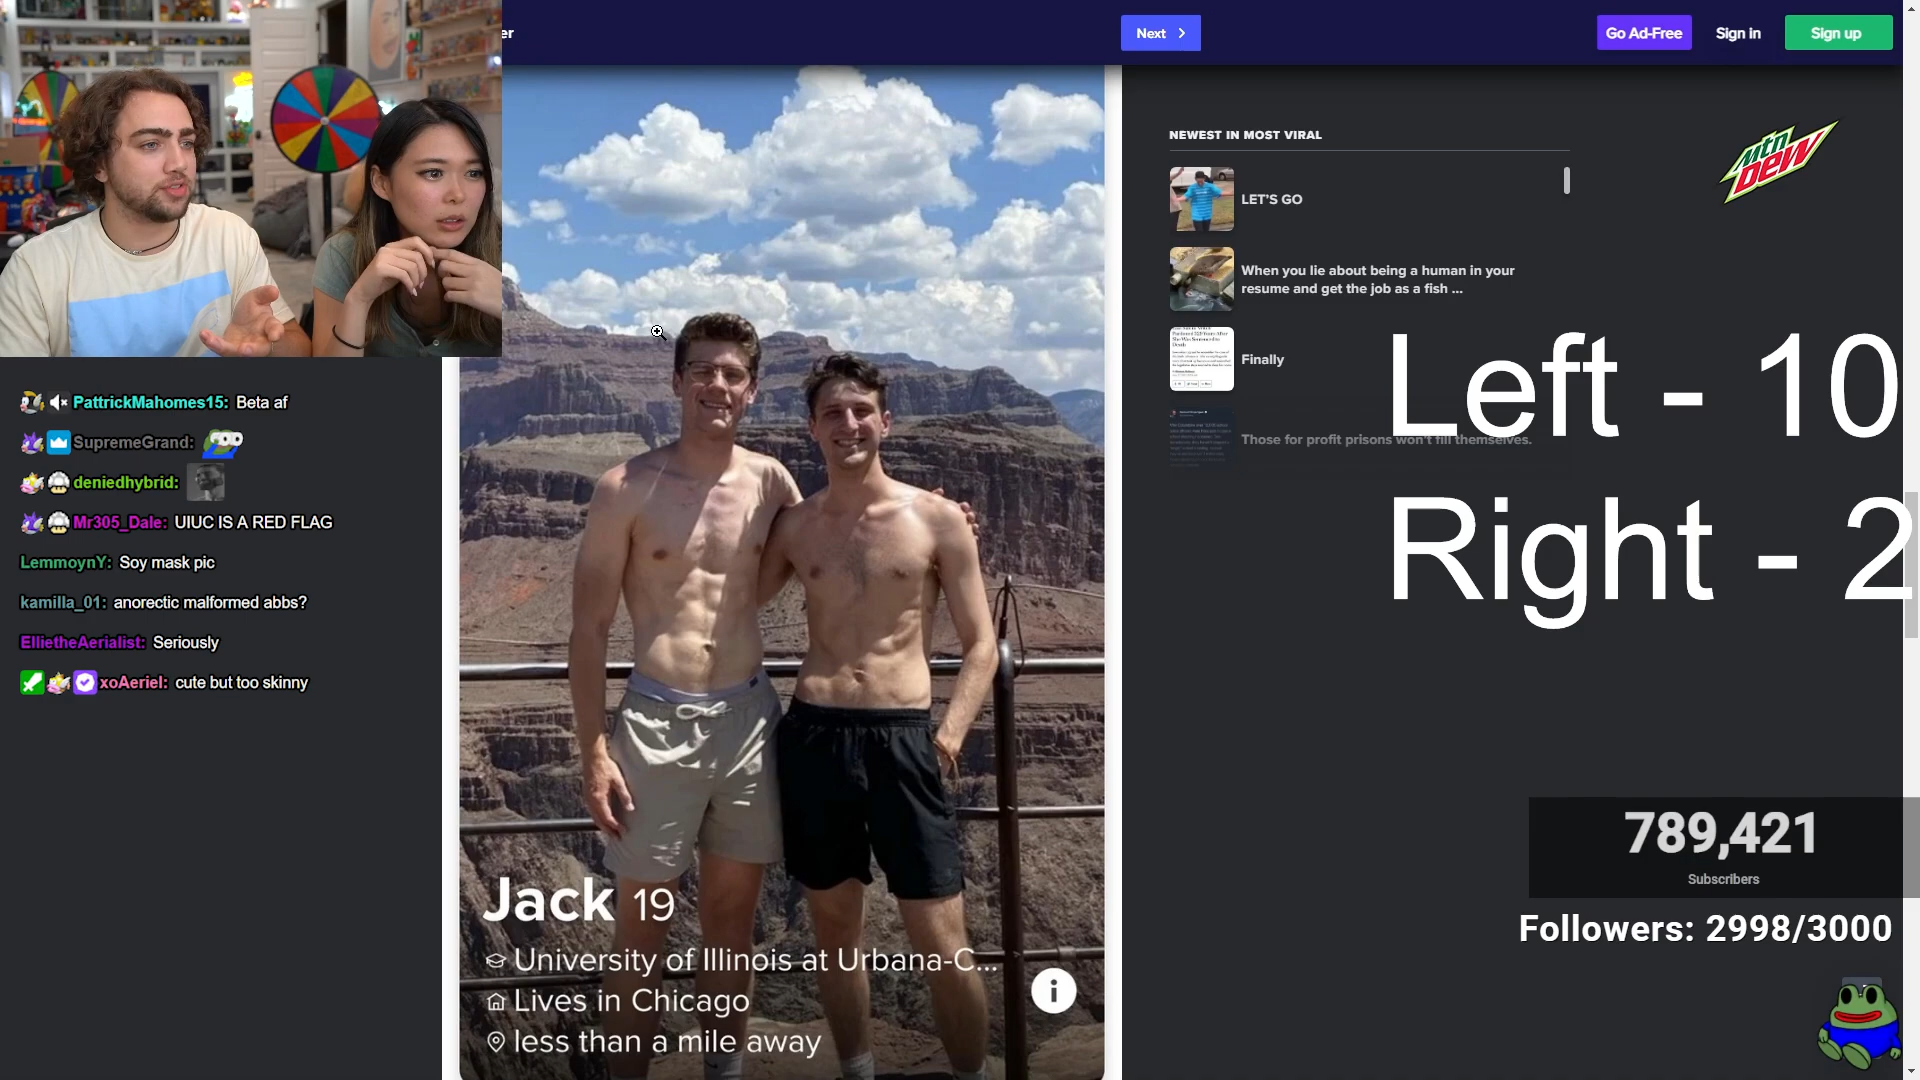 er
Next
Go Ad-Free
Sign in
Sign up
NEWEST IN MOST VIRAL
LET'S GO
When you lie about being a human in your
resume and get the job as a fish ...
Finally
Those for profit prisons won't fill themselves.
Mtn
DEW
Left - 10
Right - 2
PattrickMahomes15: Beta af
SupremeGrand:
deniedhybrid:
Mr305_Dale: UIUC IS A RED FLAG
LemmoynY: Soy mask pic
kamilla_01: anorectic malformed abbs?
EllietheAerialist: Seriously
xoAeriel: cute but too skinny
Jack 19
University of Illinois at Urbana-C...
Lives in Chicago
less than a mile away
789,421
Subscribers
Followers: 2998/3000